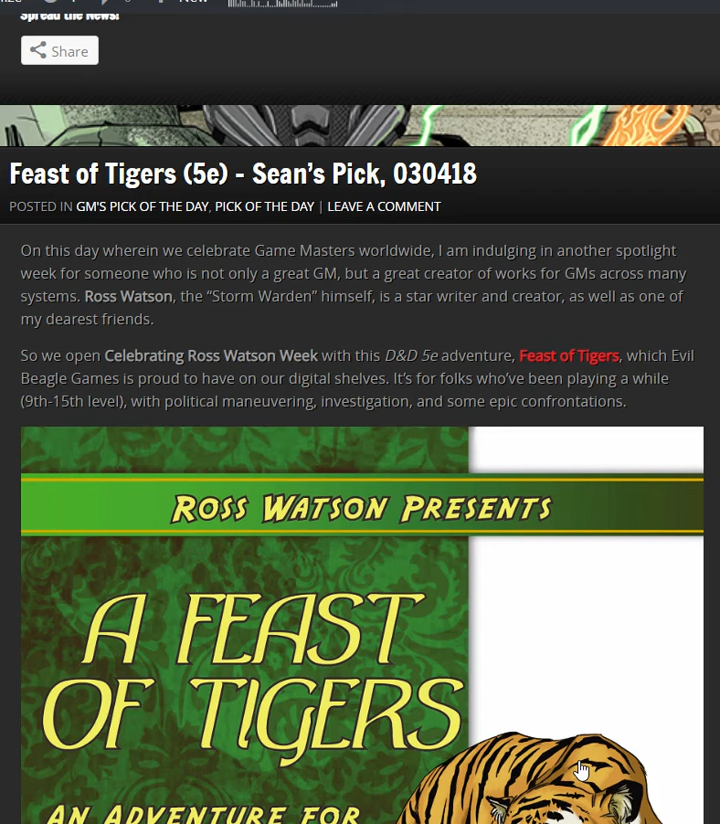 New
Spread the News!
Share
Feast of Tigers (5e) – Sean’s Pick, 030418
POSTED IN GM'S PICK OF THE DAY, PICK OF THE DAY | LEAVE A COMMENT
On this day wherein we celebrate Game Masters worldwide, I am indulging in another spotlight
week for someone who is not only a great GM, but a great creator of works for GMs across many
systems. Ross Watson, the “Storm Warden” himself, is a star writer and creator, as well as one of
my dearest friends.
So we open Celebrating Ross Watson Week with this D&D 5e adventure, Feast of Tigers, which Evil
Beagle Games is proud to have on our digital shelves. It’s for folks who’ve been playing a while
(9th-15th level), with political maneuvering, investigation, and some epic confrontations.
ROSS WATSON PRESENTS
A FEAST
OF TIGERS
AN ADVENTURE FOR